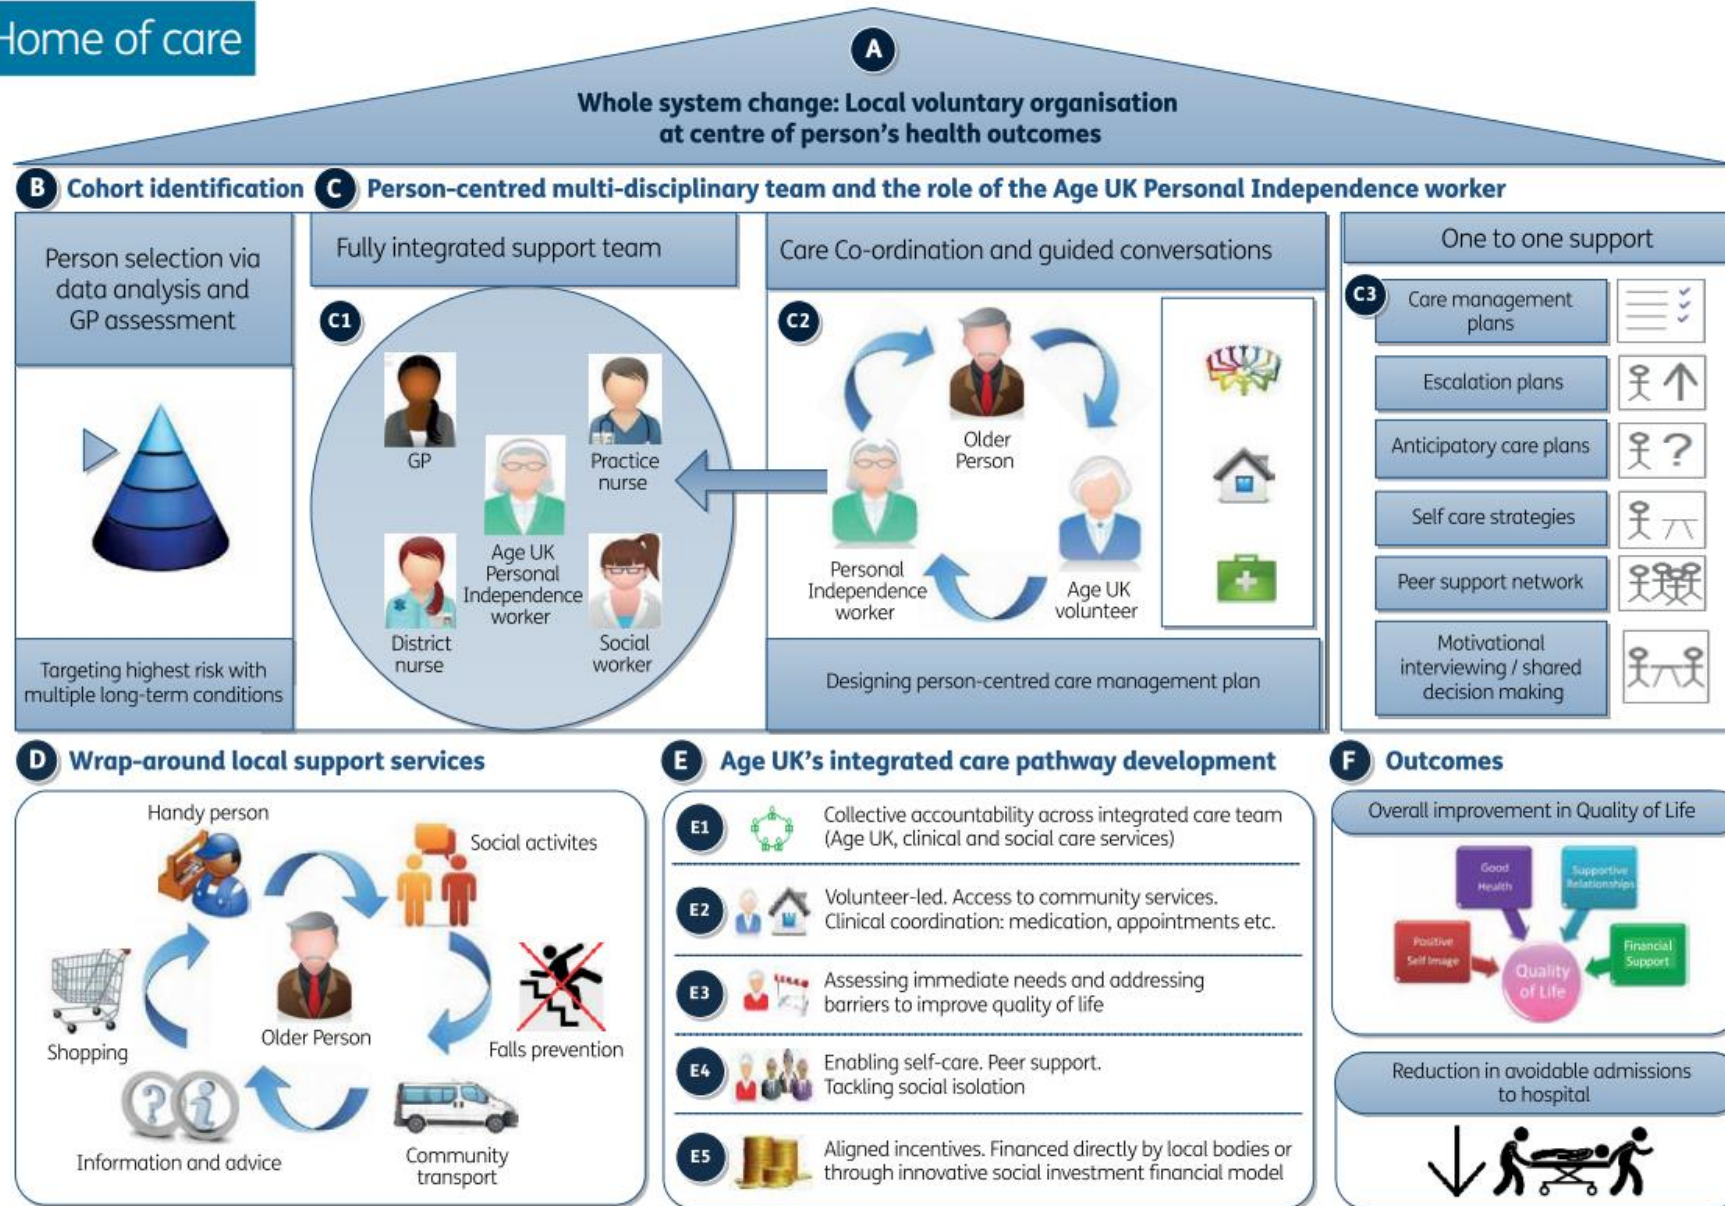 Home of care
A
Whole system change: Local voluntary organisation
at centre of person's health outcomes
B Cohort identification
C Person-centred multi-disciplinary team and the role of the Age UK Personal Independence worker
Person selection via
data analysis and
GP assessment
Targeting highest risk with
multiple long-term conditions
Fully integrated support team
C1
GP
Practice
nurse
Age UK
Personal
Independence
worker
District
nurse
Social
worker
Care Co-ordination and guided conversations
C2
Older
Person
Personal
Independence
worker
Age UK
volunteer
Designing person-centred care management plan
One to one support
C3
Care management
plans
Escalation plans
Anticipatory care plans
?
Self care strategies
Peer support network
Motivational
interviewing / shared
decision making
D Wrap-around local support services
Handy person
Social activites
Shopping
Older Person
Falls prevention
? i
Information and advice
Community
transport
E Age UK's integrated care pathway development
E1
Collective accountability across integrated care team
(Age UK, clinical and social care services)
E2
Volunteer-led. Access to community services.
Clinical coordination: medication, appointments etc.
E3
Assessing immediate needs and addressing
barriers to improve quality of life
E4
Enabling self-care. Peer support.
Tackling social isolation
E5
Aligned incentives. Financed directly by local bodies or
through innovative social investment financial model
F Outcomes
Overall improvement in Quality of Life
Good
Health
Supportive
Relationships
Positive
Self Image
Financial
Support
Quality
of Life
Reduction in avoidable admissions
to hospital